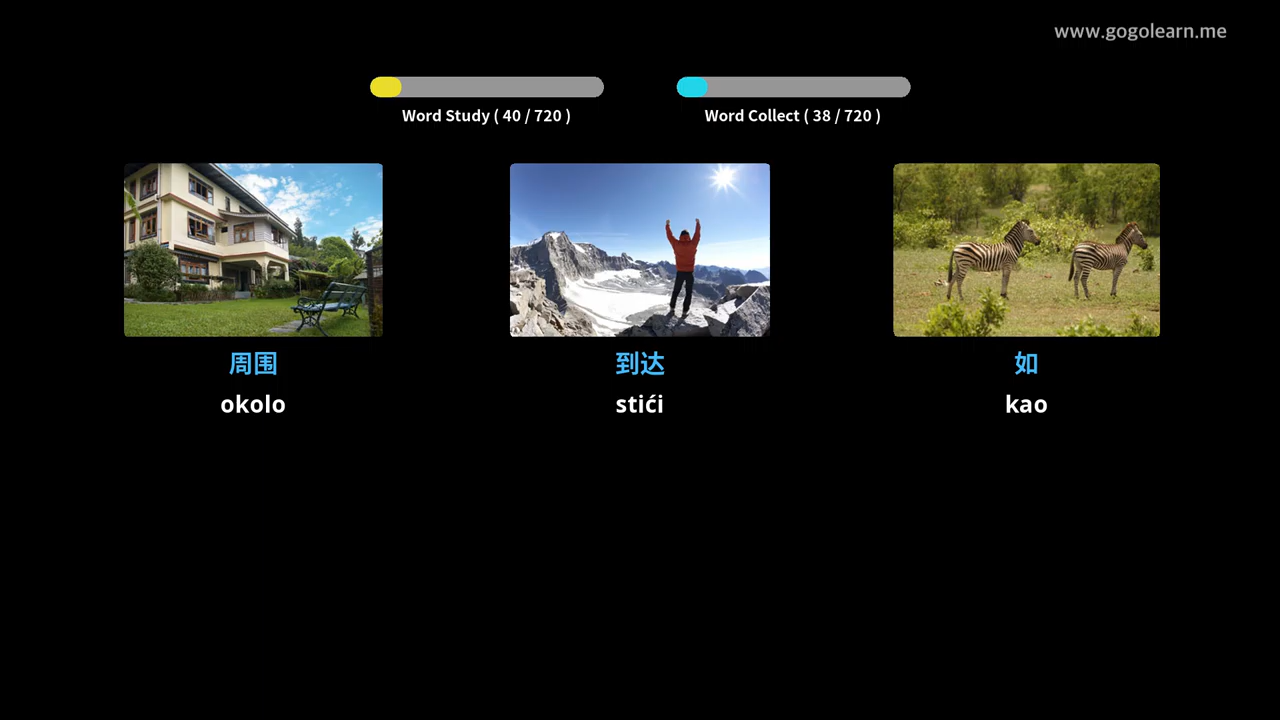 www.gogolearn.me
Word Study ( 40 / 720 )
Word Collect ( 38 / 720 )
周围
到达
如
okolo
stići
kao